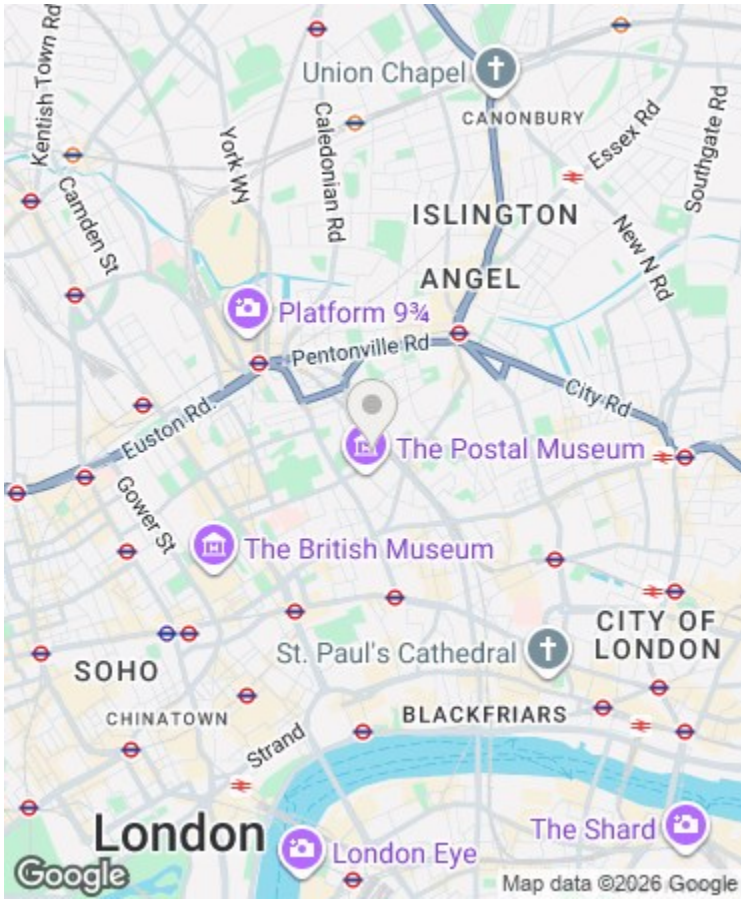 Kentish Town Rd
Union Chapel
CANONBURY
Essex Rd
Southgate Rd
York Wy
Caledonian Rd
Camden St
ISLINGTON
New N Rd
ANGEL
Platform 9¾
Pentonville Rd
City Rd
Euston Rd.
The Postal Museum
Gower St
The British Museum
CITY OF
LONDON
St. Paul's Cathedral
SOHO
CHINATOWN
BLACKFRIARS
Strand
London
The Shard
London Eye
Google
Map data ©2026 Google